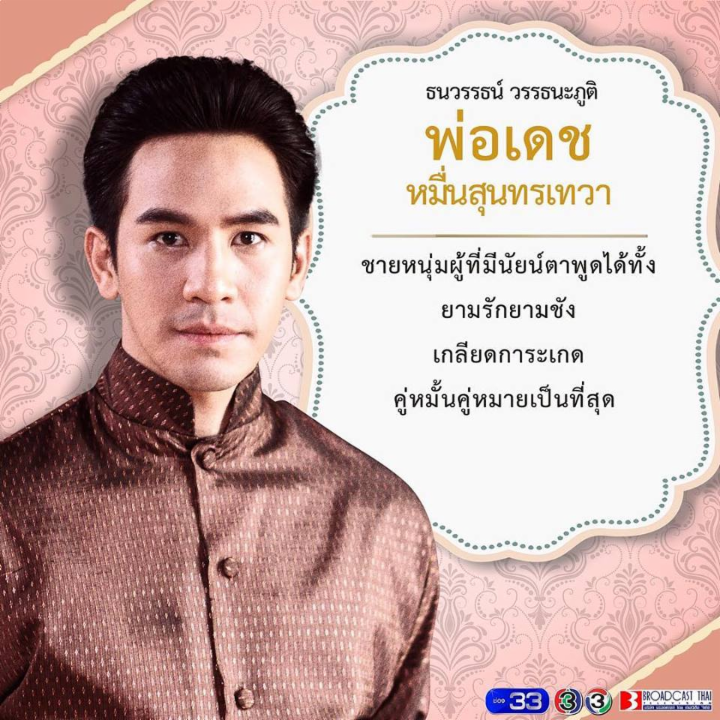 ธนวรรธน์ วรรธนะภูติ
พ่อเดช
หมื่นสุนทรเทวา
ชายหนุ่มผู้ที่มีนัยน์ตาพูดได้ทั้ง
ยามรักยามชัง
เกลียดการะเกด
คู่หมั้นคู่หมายเป็นที่สุด
ช่อง 33 3 3 BROADCAST THAI
TELEVISION